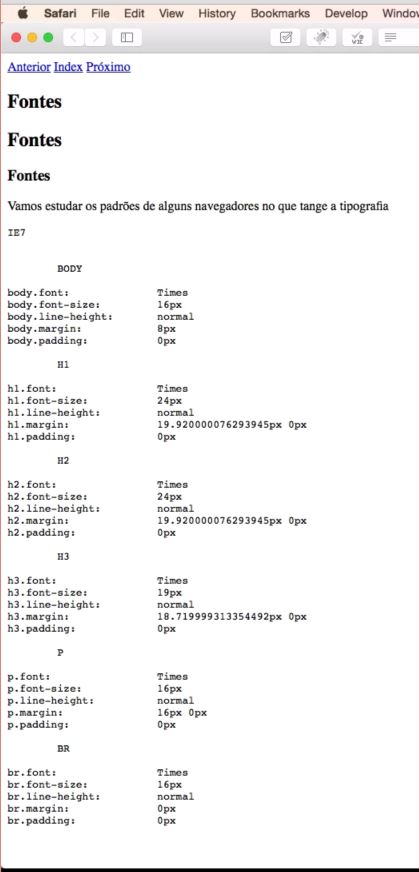 Safari File Edit View History Bookmarks Develop Window
Anterior Index Próximo
Fontes
Fontes
Fontes
Vamos estudar os padrões de alguns navegadores no que tange a tipografia
IE7
BODY
body.font: Times
body.font-size: 16px
body.line-height: normal
body.margin: 8px
body.padding: 0px
H1
h1.font: Times
h1.font-size: 24px
h1.line-height: normal
h1.margin: 19.920000076293945px 0px
h1.padding: 0px
H2
h2.font: Times
h2.font-size: 24px
h2.line-height: normal
h2.margin: 19.920000076293945px 0px
h2.padding: 0px
H3
h3.font: Times
h3.font-size: 19px
h3.line-height: normal
h3.margin: 18.719999313354492px 0px
h3.padding: 0px
P
p.font: Times
p.font-size: 16px
p.line-height: normal
p.margin: 16px 0px
p.padding: 0px
BR
br.font: Times
br.font-size: 16px
br.line-height: normal
br.margin: 0px
br.padding: 0px